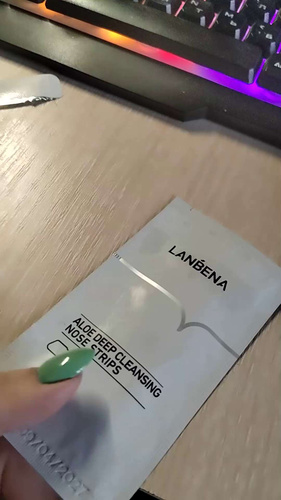 LANBENA
ALOE DEEP CLEANSING
NOSE STRIPS